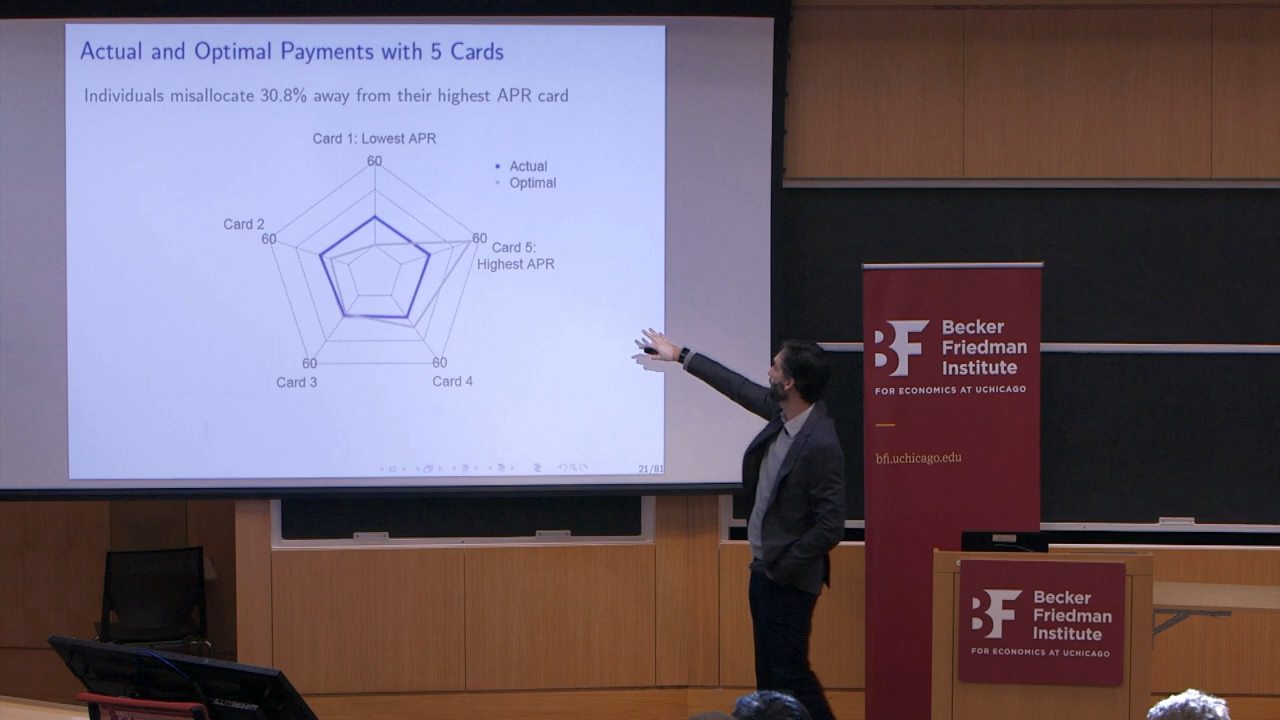 Actual and Optimal Payments with 5 Cards
Individuals misallocate 30.8% away from their highest APR card
Card 1: Lowest APR
60
Actual
Optimal
Card 2
60
60
Card 5:
Highest APR
60
60
Card 3
Card 4
21/81
BF
Becker
Friedman
Institute
FOR ECONOMICS AT UCHICAGO
bfi.uchicago.edu
BF
Becker
Friedman
Institute
FOR ECONOMICS AT UCHICAGO